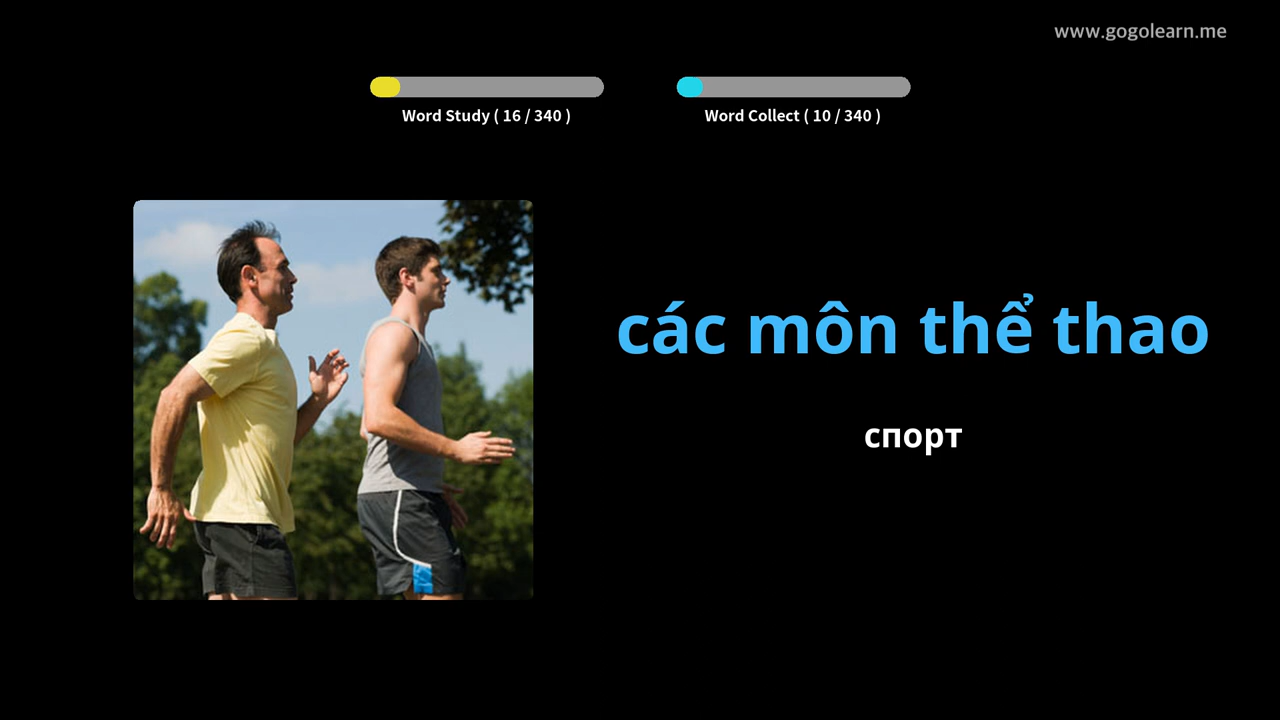 www.gogolearn.me
Word Study ( 16 / 340 )
Word Collect ( 10 / 340 )
các môn thể thao
спорт